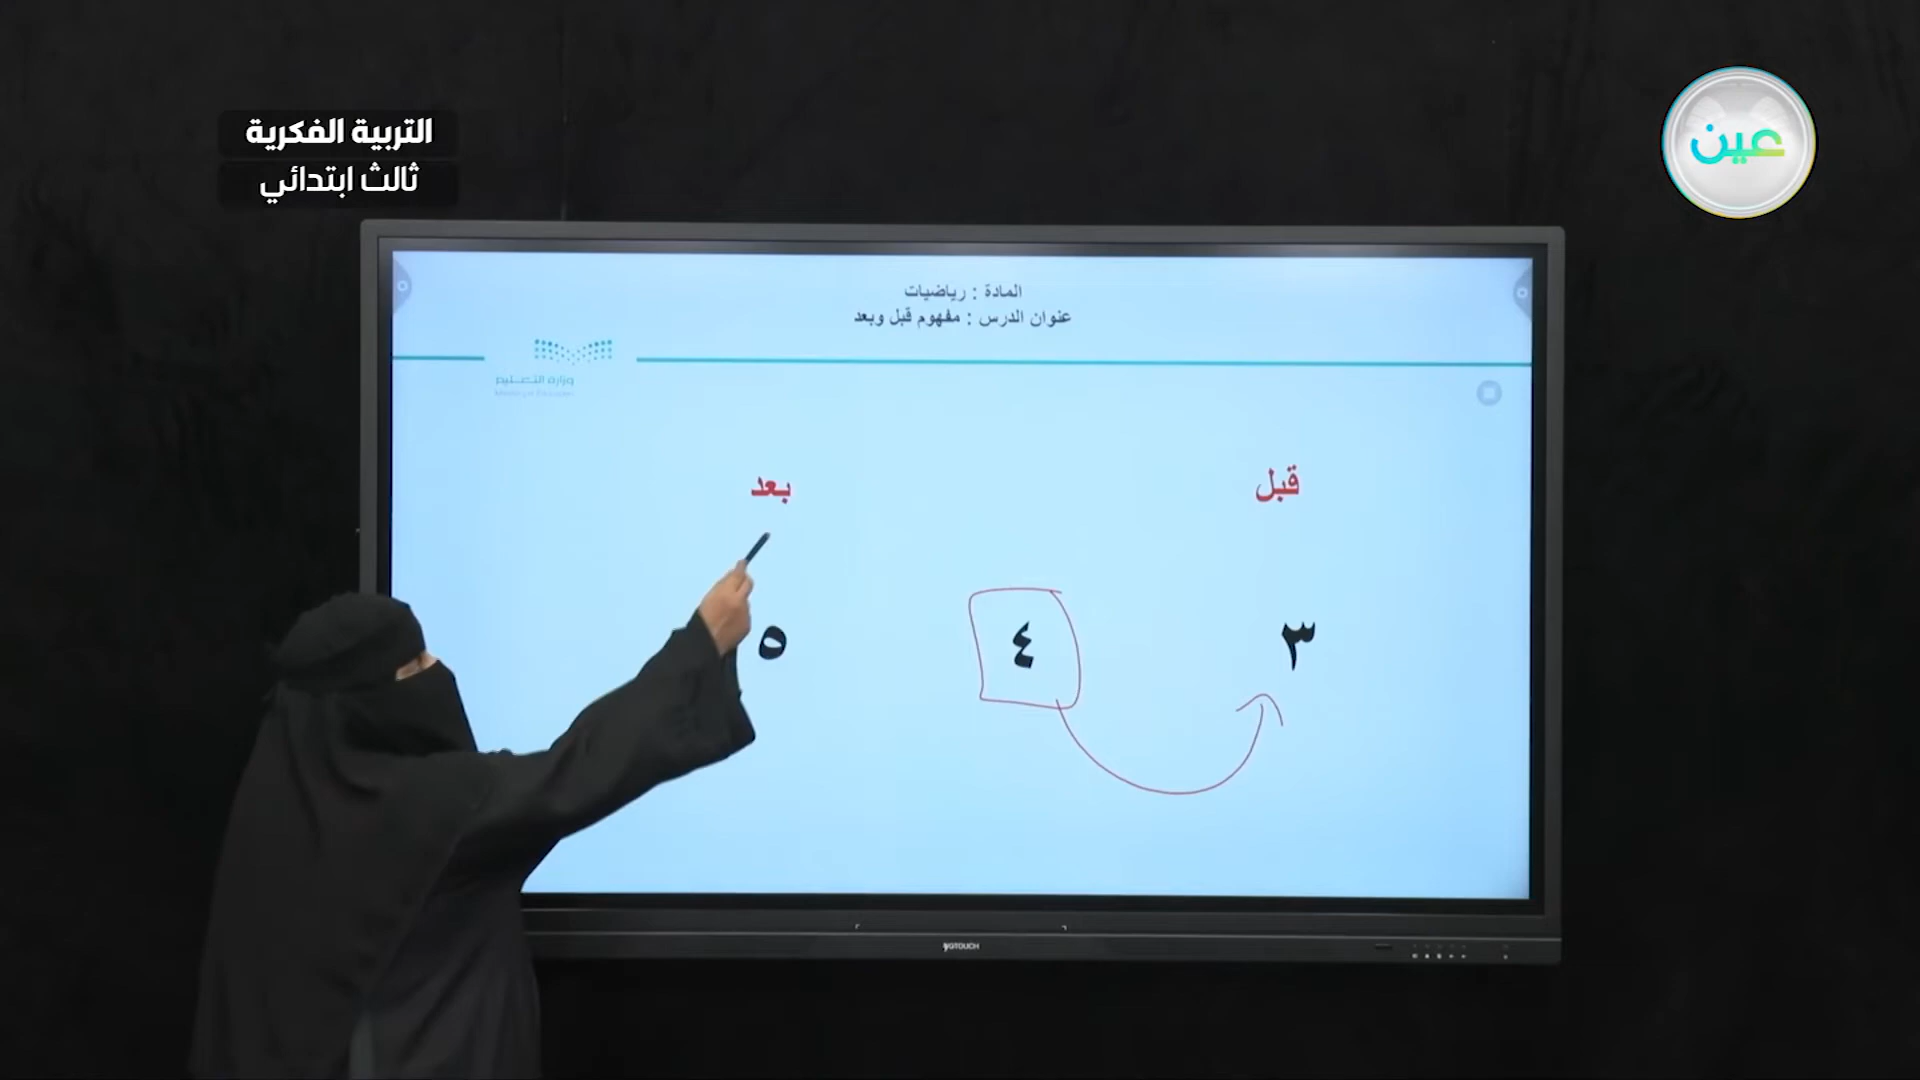 التربية الفكرية
ثالث ابتدائي
عين
المادة : رياضيات
عنوان الدرس : مفهوم قبل وبعد
وزارة التعليم
قبل
بعد
٣
٤
٥